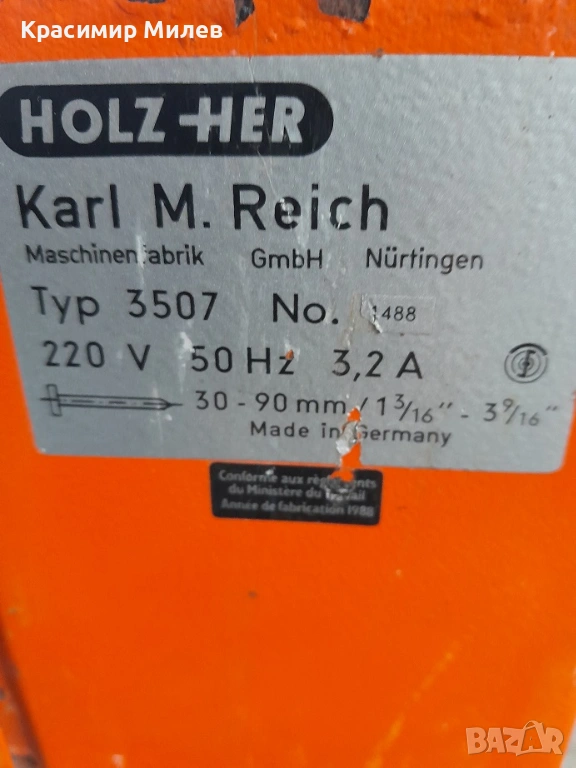 Красимир Милев
HOLZ-HER
Karl M. Reich
Maschinenfabrik GmbH Nürtingen
Typ 3507 No. 1488
220 V 50 Hz 3,2 A
30 - 90 mm / 1 3/16" - 3 9/16"
Made in Germany
Conforme aux règlements
du Ministère du Travail
Année de fabrication 1988
BAZAR